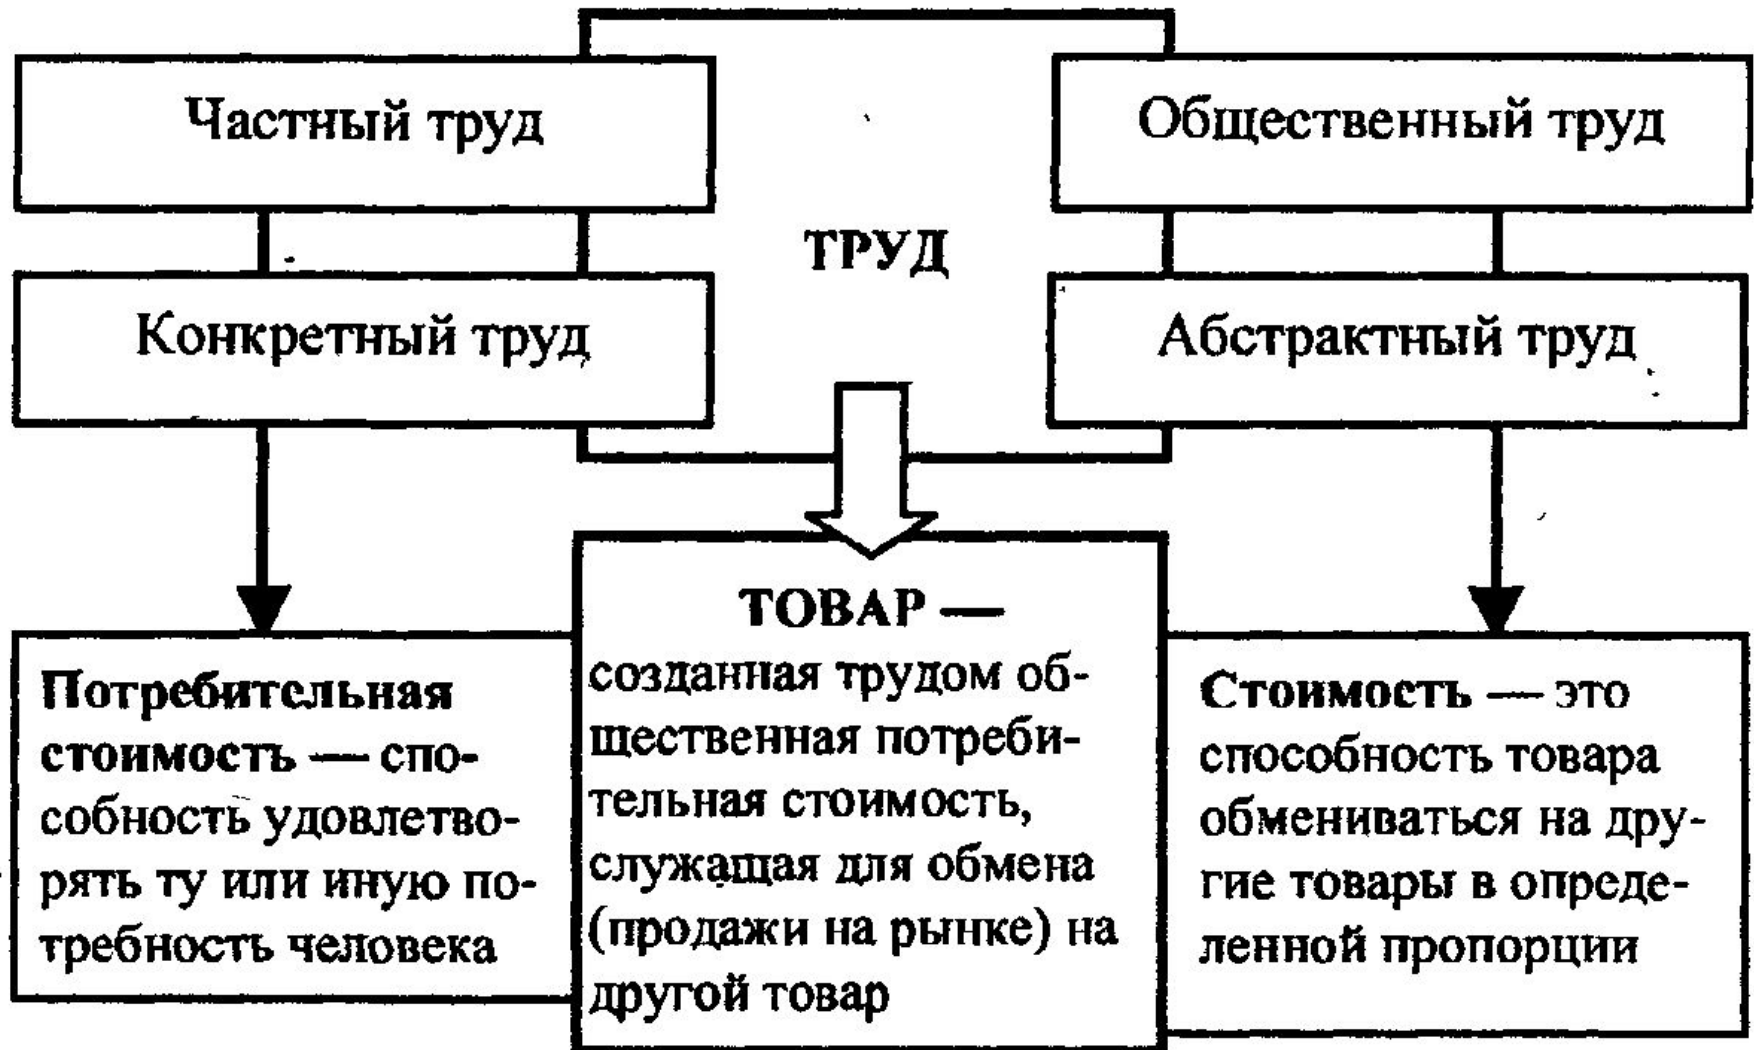 Частный труд
Общественный труд
ТРУД
Конкретный труд
Абстрактный труд
Потребительная
стоимость — спо-
собность удовлетво-
рять ту или иную по-
требность человека
ТОВАР —
созданная трудом об-
щественная потреби-
тельная стоимость,
служащая для обмена
(продажи на рынке) на
другой товар
Стоимость — это
способность товара
обмениваться на дру-
гие товары в опреде-
ленной пропорции